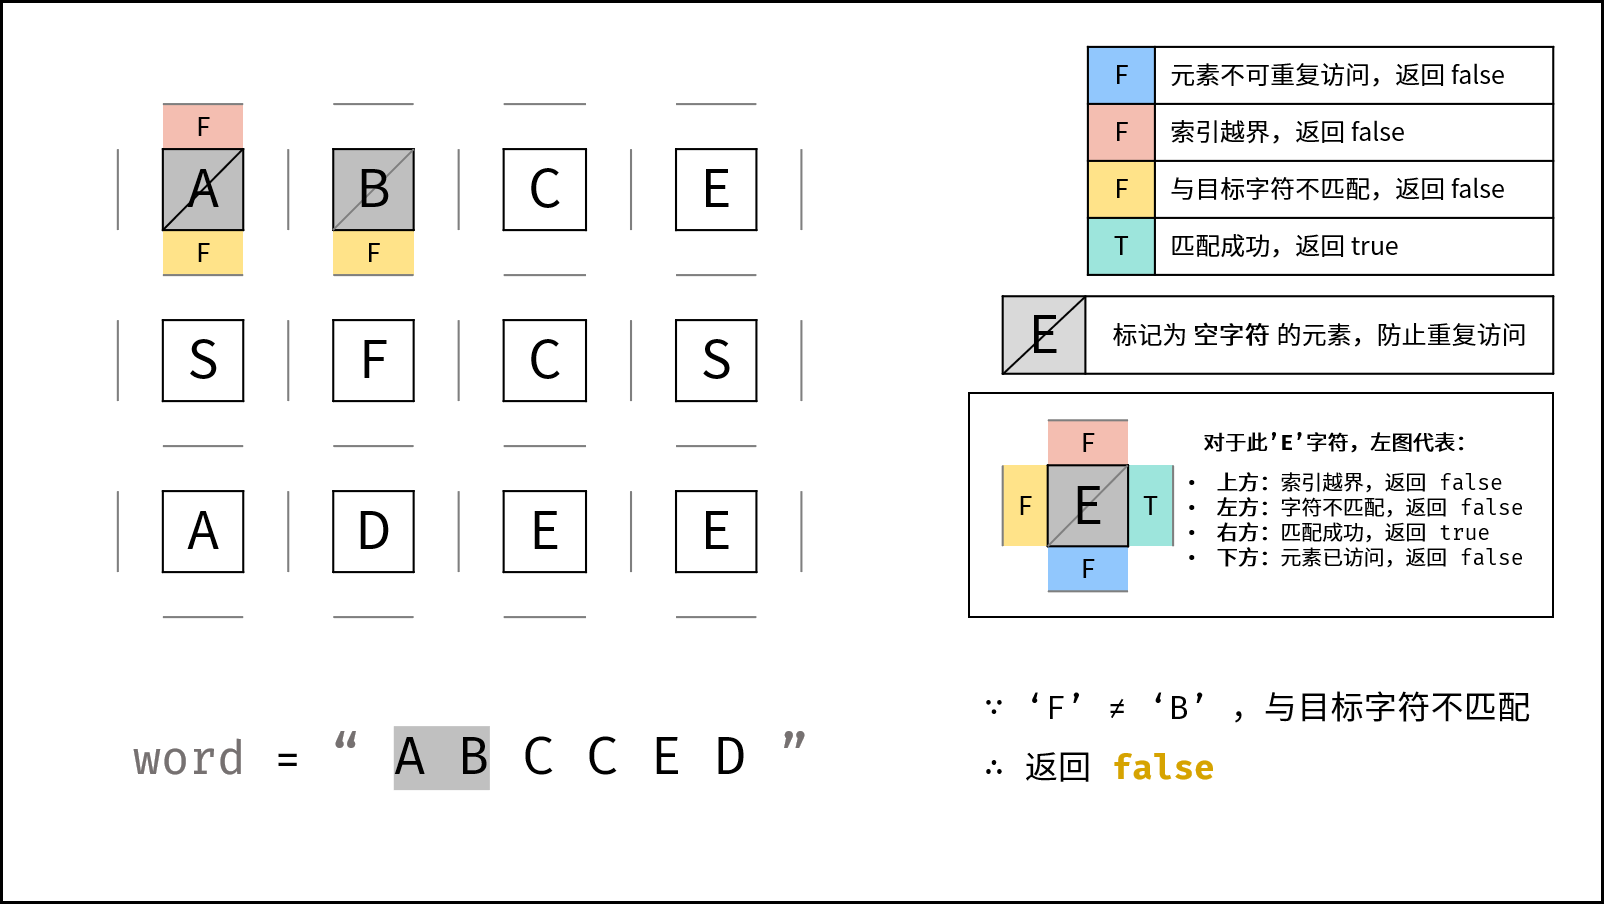 F
A B C E
F F
S F C S
A D E E
word = “ A B C C E D ”
F 元素不可重复访问，返回 false
F 索引越界，返回 false
F 与目标字符不匹配，返回 false
T 匹配成功，返回 true
E 标记为 空字符 的元素，防止重复访问
F
F E T
F
对于此’E’字符，左图代表：
• 上方：索引越界，返回 false
• 左方：字符不匹配，返回 false
• 右方：匹配成功，返回 true
• 下方：元素已访问，返回 false
∵ ‘F’ ≠ ‘B’ ，与目标字符不匹配
∴ 返回 false